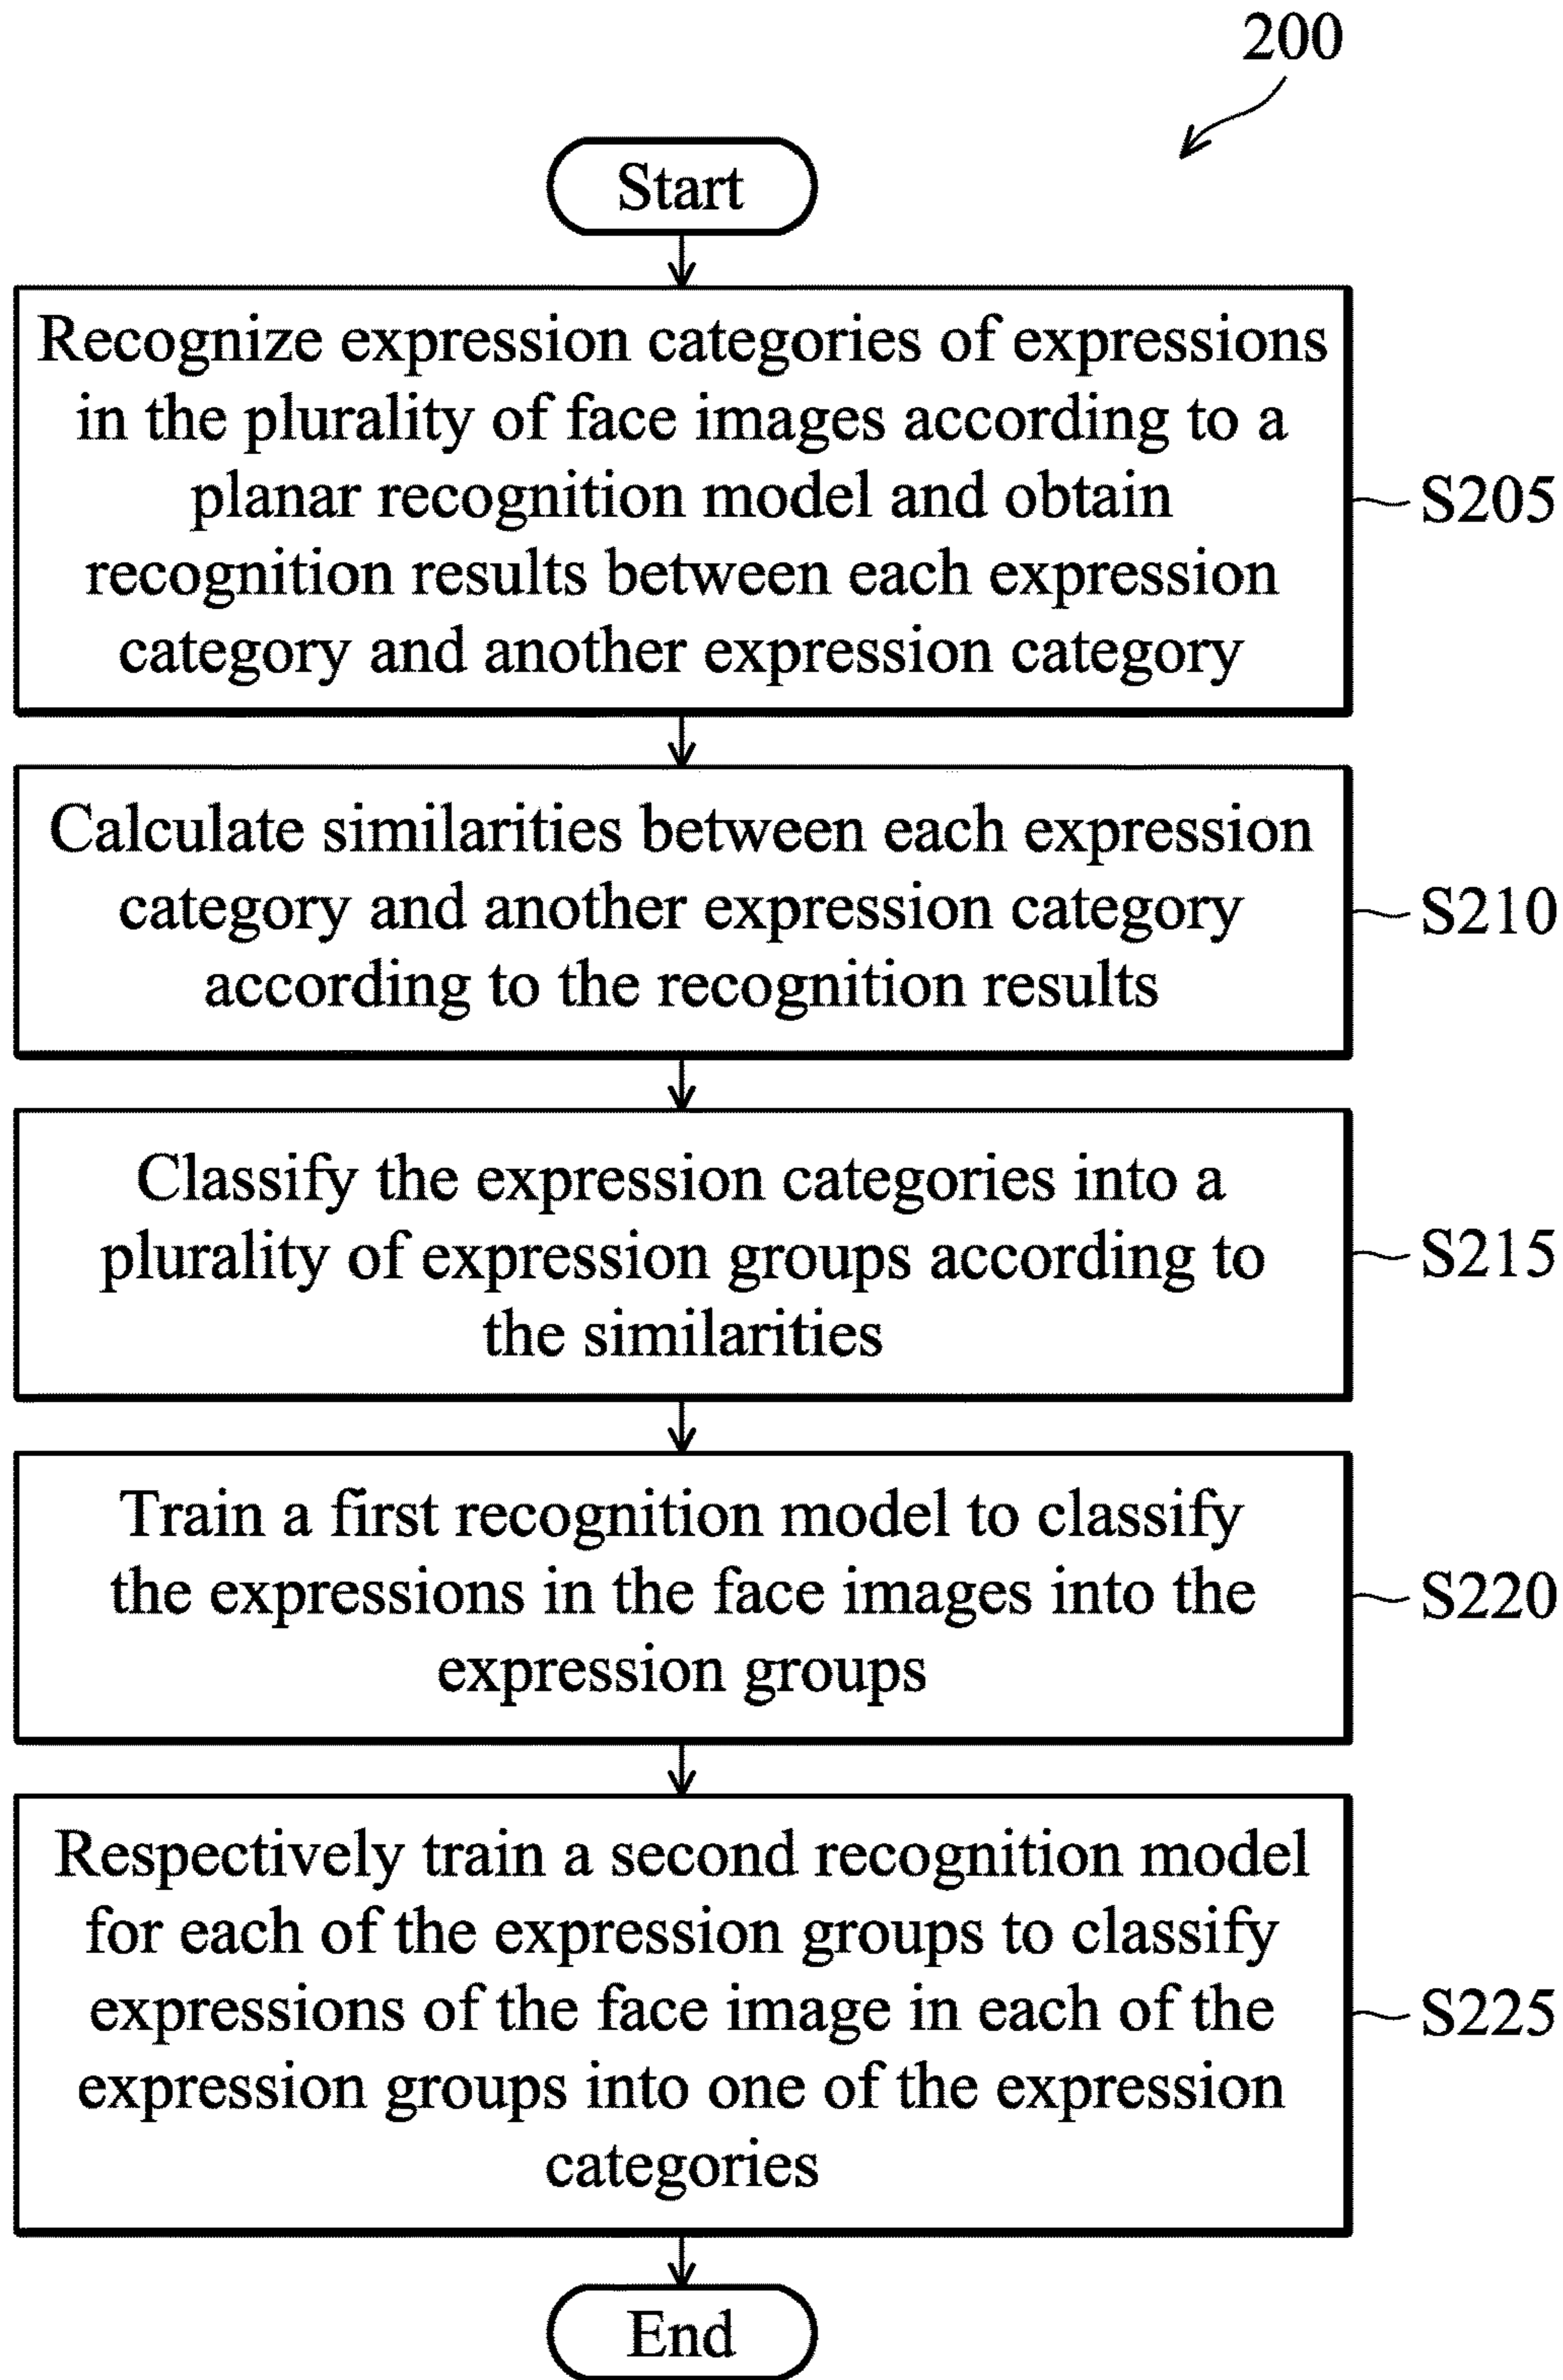 200
Start
Recognize expression categories of expressions
in the plurality of face images according to a
planar recognition model and obtain
recognition results between each expression
category and another expression category
S205
Calculate similarities between each expression
category and another expression category
according to the recognition results
S210
Classify the expression categories into a
plurality of expression groups according to
the similarities
S215
Train a first recognition model to classify
the expressions in the face images into the
expression groups
S220
Respectively train a second recognition model
for each of the expression groups to classify
expressions of the face image in each of the
expression groups into one of the expression
categories
S225
End